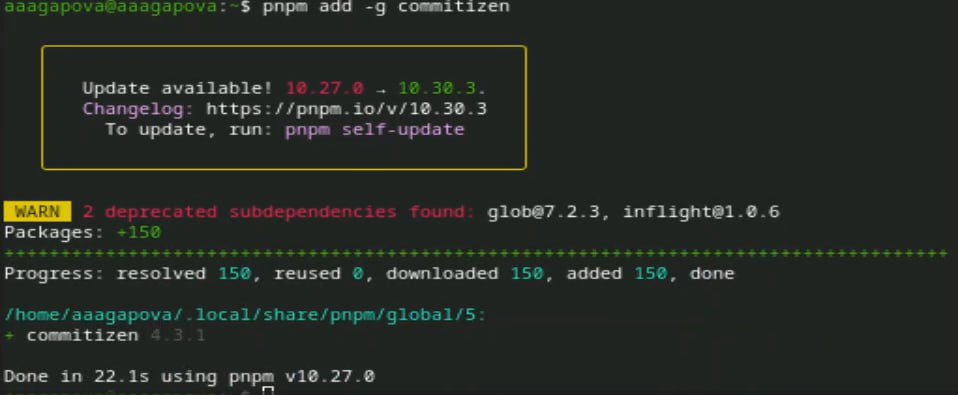 aaagapova@aaagapova:~$ pnpm add -g commitizen
Update available! 10.27.0 → 10.30.3.
Changelog: https://pnpm.io/v/10.30.3
To update, run: pnpm self-update
WARN 2 deprecated subdependencies found: glob@7.2.3, inflight@1.0.6
Packages: +150
++++++++++++++++++++++++++++++++++++++++++++++++++++++++++++++++++++++++++++++++++++++++++++
Progress: resolved 150, reused 0, downloaded 150, added 150, done
/home/aaagapova/.local/share/pnpm/global/5:
+ commitizen 4.3.1
Done in 22.1s using pnpm v10.27.0